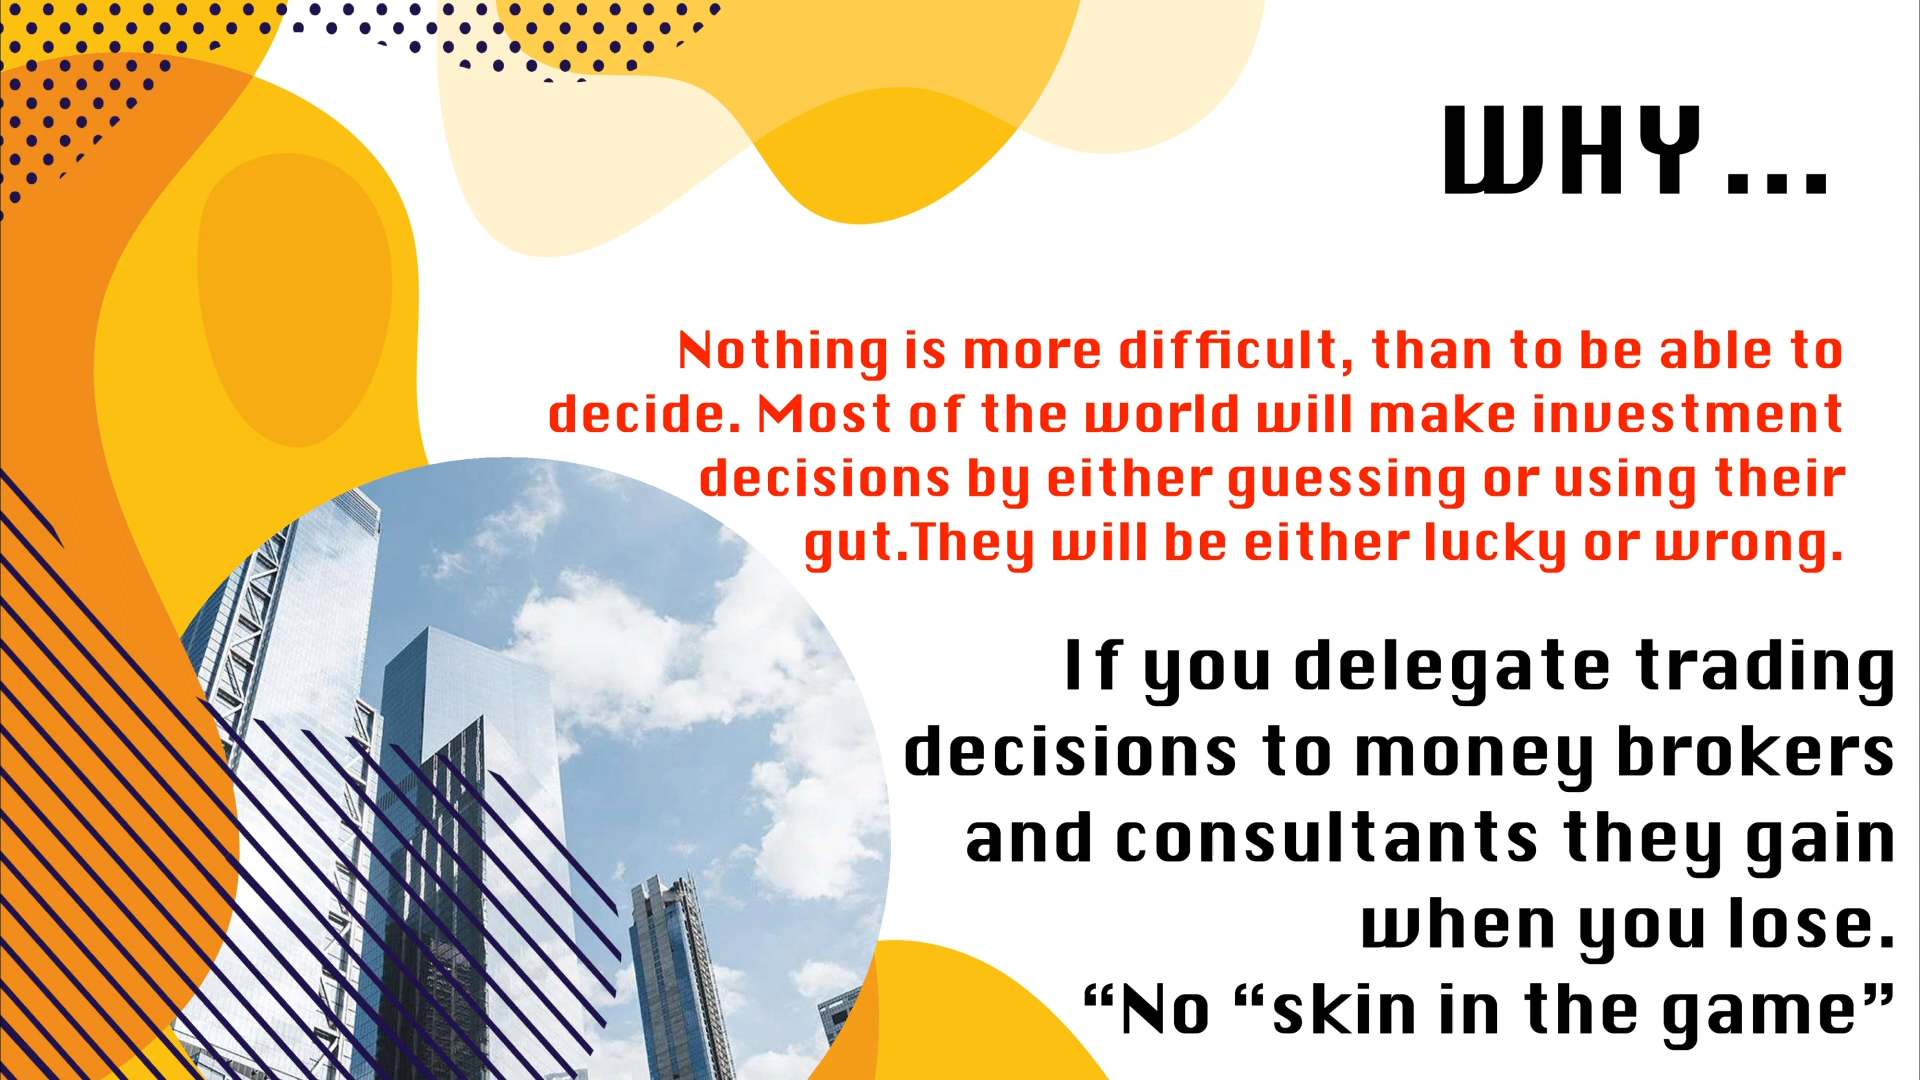 WHY...
Nothing is more difficult, than to be able to
decide. Most of the world will make investment
decisions by either guessing or using their
gut.They will be either lucky or wrong.
If you delegate trading
decisions to money brokers
and consultants they gain
when you lose.
“No “skin in the game”